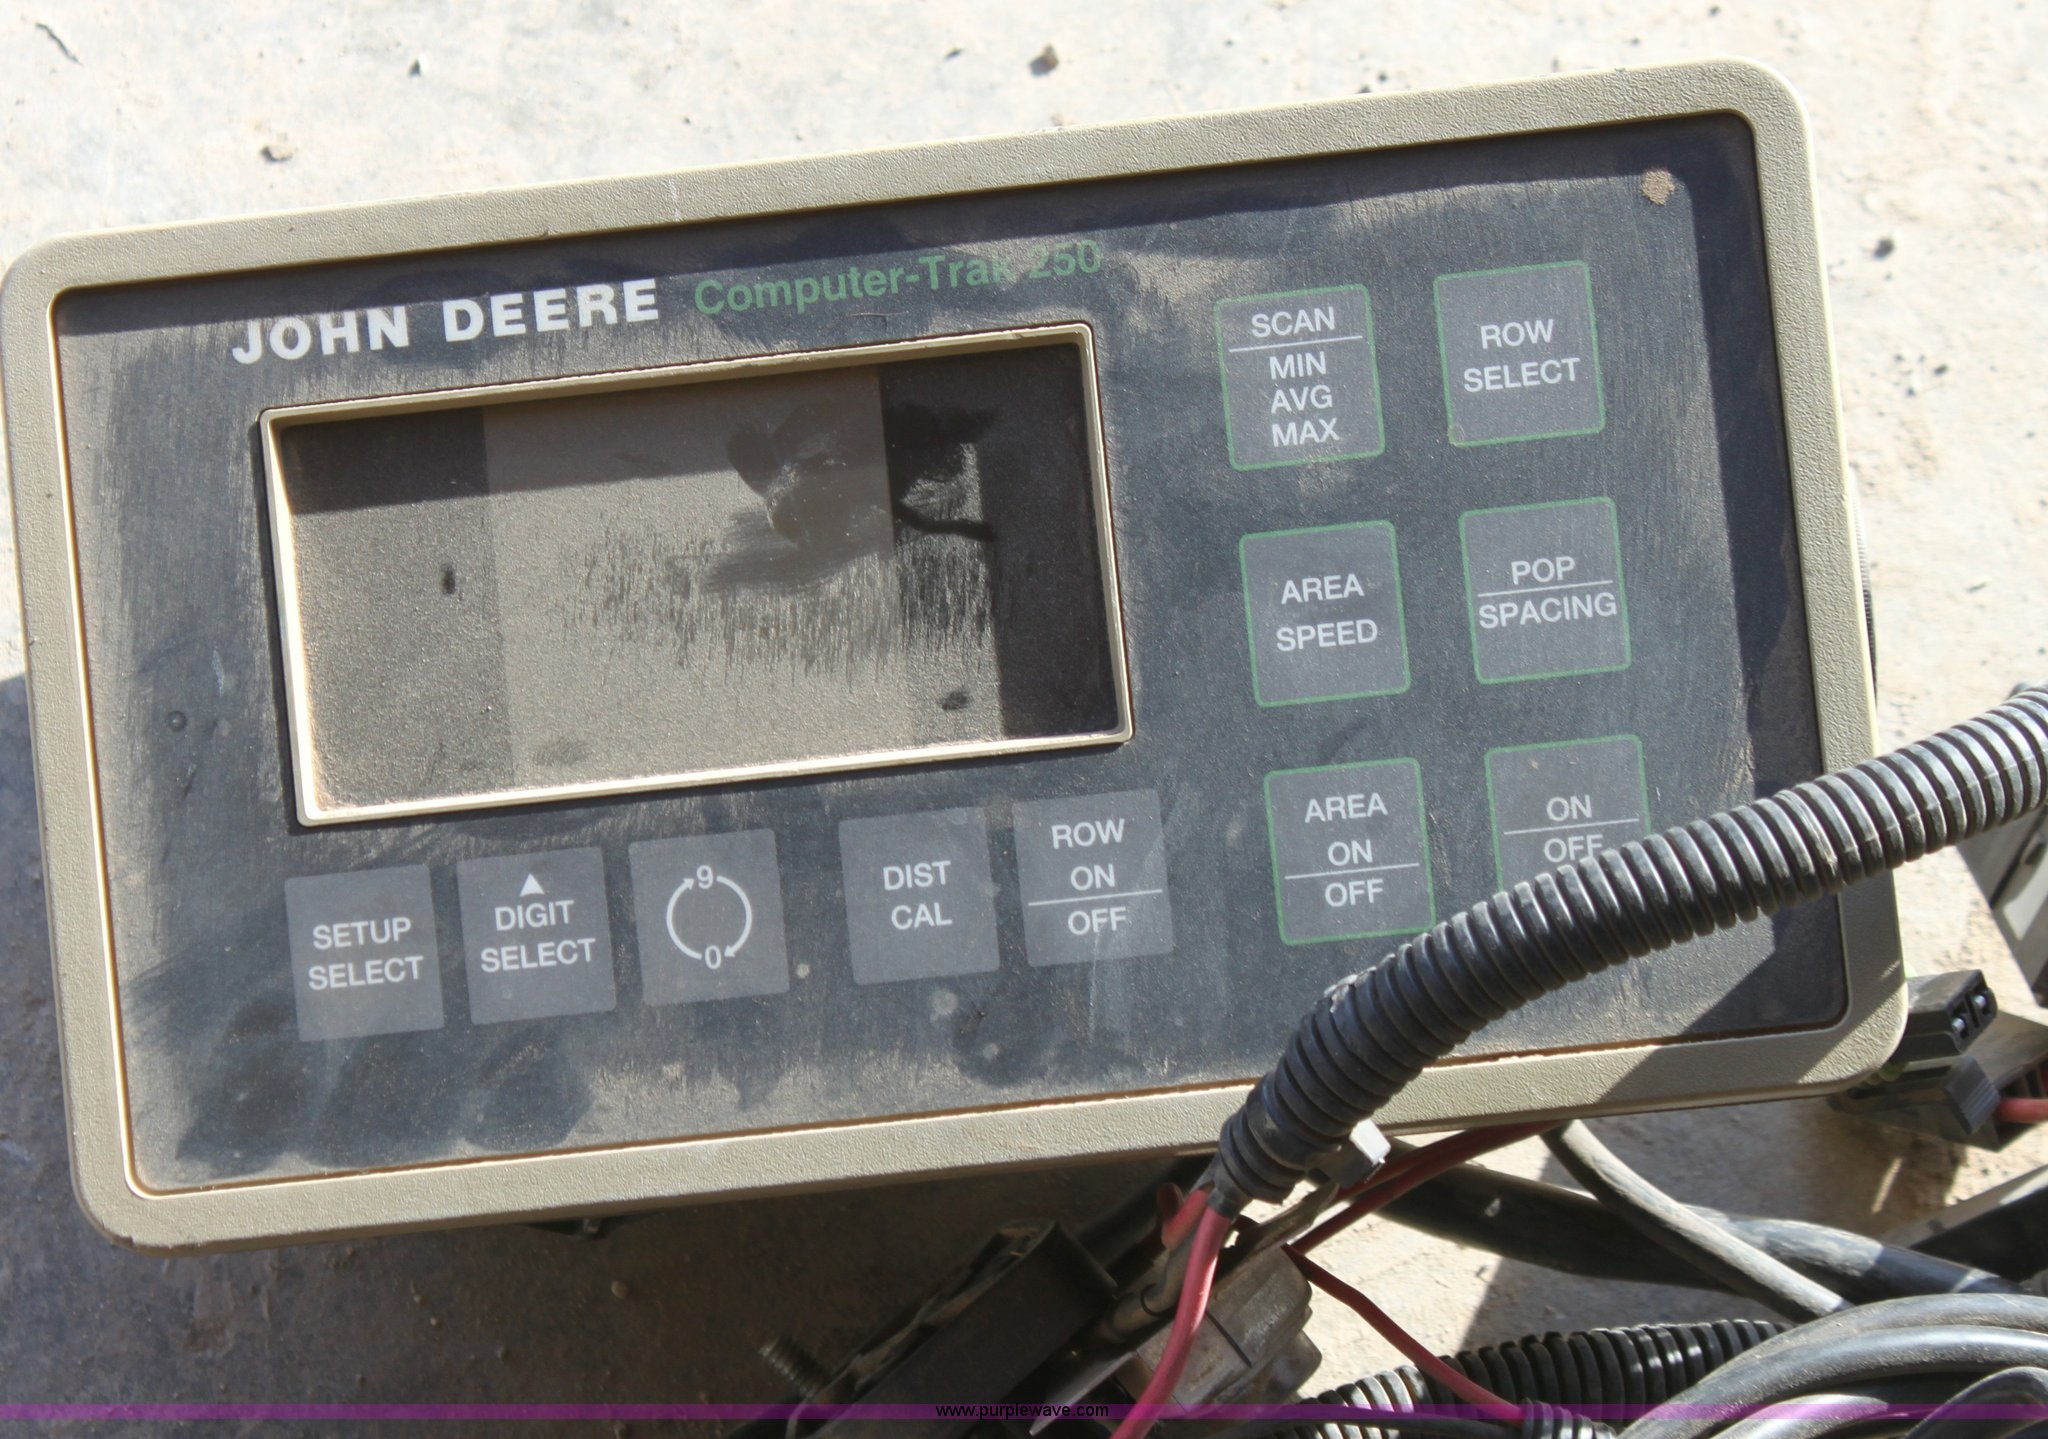 JOHN DEERE Computer-Trak 250
SCAN
MIN
AVG
MAX
ROW
SELECT
AREA
SPEED
POP
SPACING
SETUP
SELECT
DIGIT
SELECT
9
0
DIST
CAL
ROW
ON
OFF
AREA
ON
OFF
ON
OFF
www.purplewave.com